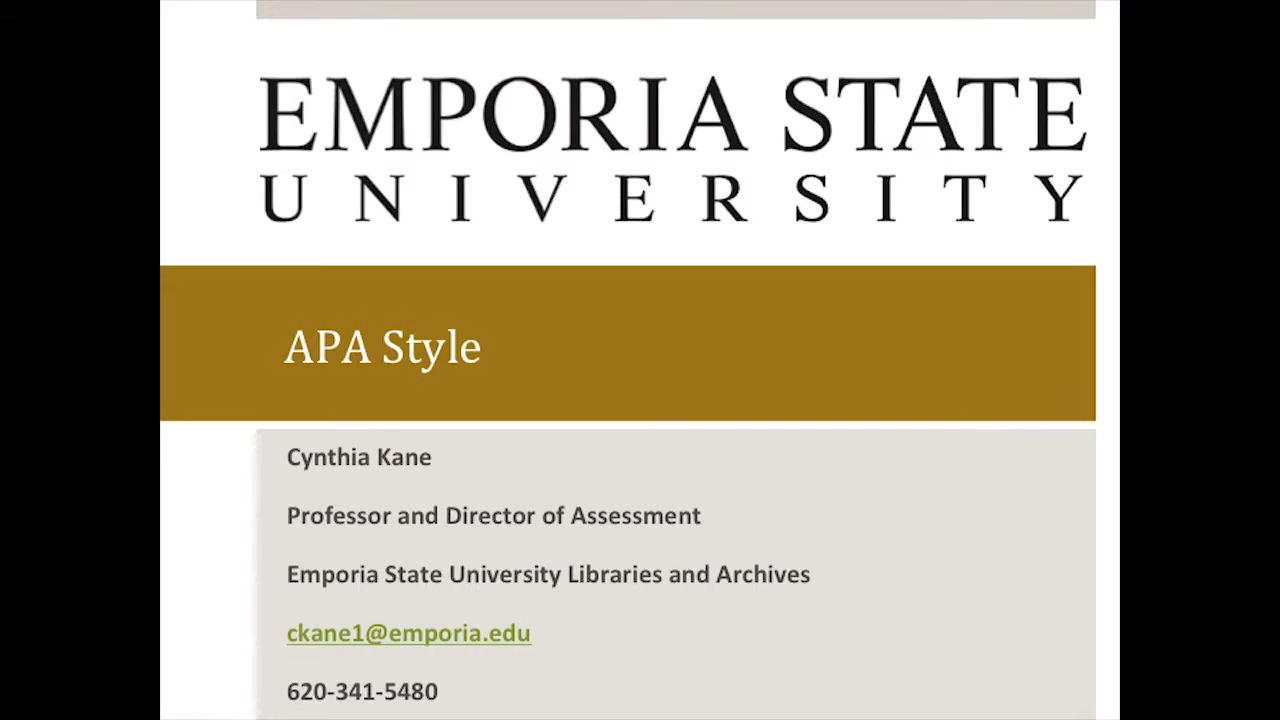 EMPORIA STATE
UNIVERSITY
APA Style
Cynthia Kane
Professor and Director of Assessment
Emporia State University Libraries and Archives
ckane1@emporia.edu
620-341-5480